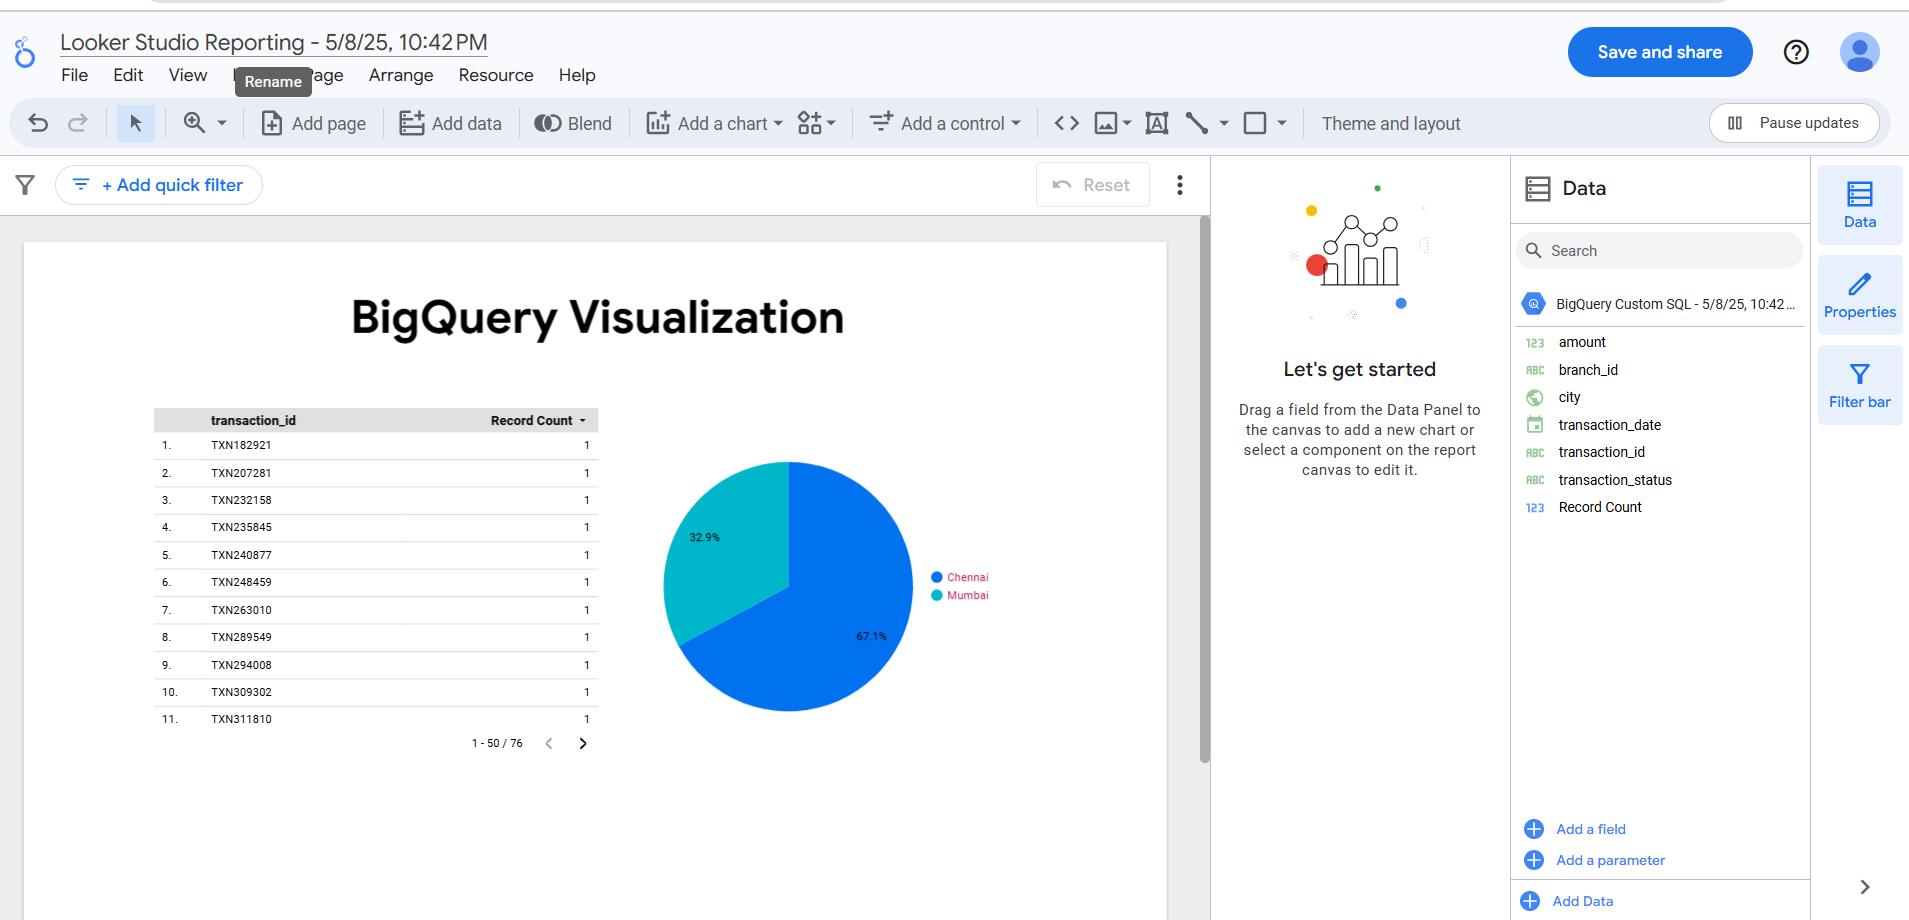 Looker Studio Reporting - 5/8/25, 10:42 PM
Save and share
File Edit View Arrange Resource Help
Rename
Add page Add data Blend Add a chart Add a control Theme and layout Pause updates
+ Add quick filter
Reset
BigQuery Visualization
transaction_id Record Count
1. TXN182921 1
2. TXN207281 1
3. TXN232158 1
4. TXN235845 1
5. TXN240877 1
6. TXN248459 1
7. TXN263010 1
8. TXN289549 1
9. TXN294008 1
10. TXN309302 1
11. TXN311810 1
1 - 50 / 76
32.9%
67.1%
Chennai
Mumbai
Let's get started
Drag a field from the Data Panel to
the canvas to add a new chart or
select a component on the report
canvas to edit it.
Data
Search
BigQuery Custom SQL - 5/8/25, 10:42...
123 amount
ABC branch_id
city
transaction_date
ABC transaction_id
ABC transaction_status
123 Record Count
Add a field
Add a parameter
Add Data
Data
Properties
Filter bar